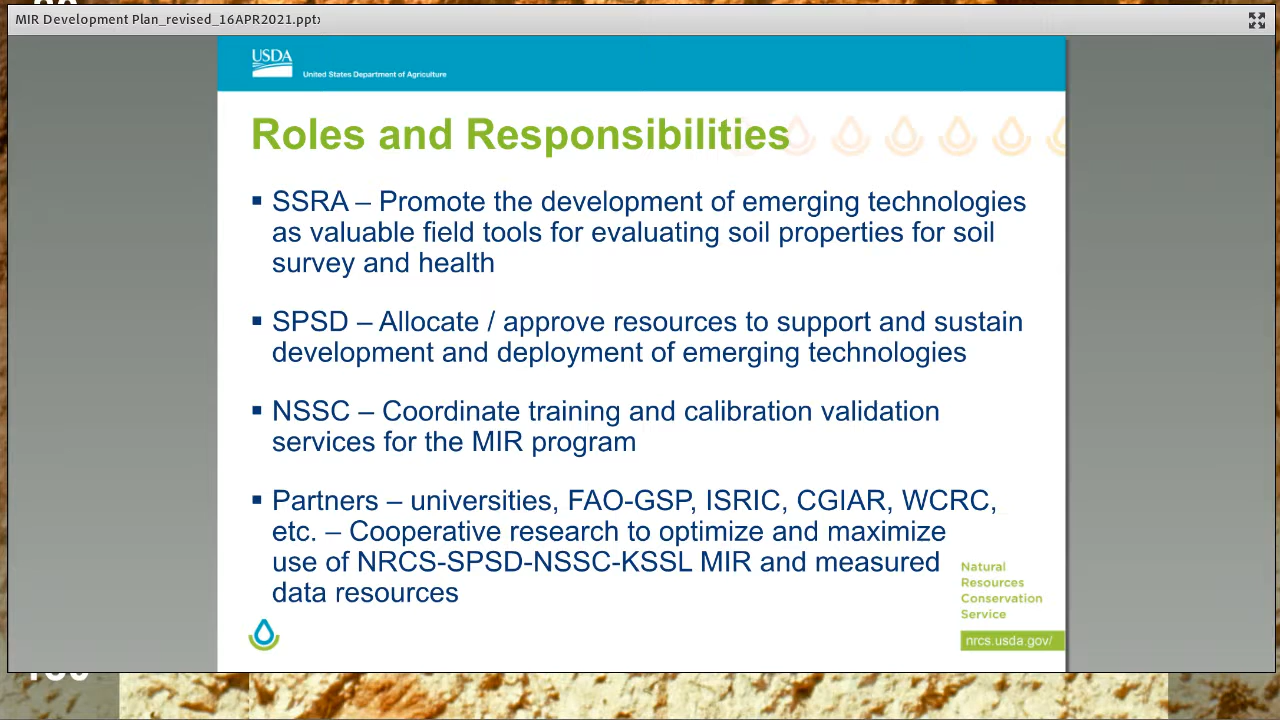 MIR Development Plan_revised_16APR2021.pptx
USDA
United States Department of Agriculture
Roles and Responsibilities
▪ SSRA – Promote the development of emerging technologies
as valuable field tools for evaluating soil properties for soil
survey and health
▪ SPSD – Allocate / approve resources to support and sustain
development and deployment of emerging technologies
▪ NSSC – Coordinate training and calibration validation
services for the MIR program
▪ Partners – universities, FAO-GSP, ISRIC, CGIAR, WCRC,
etc. – Cooperative research to optimize and maximize
use of NRCS-SPSD-NSSC-KSSL MIR and measured
data resources
Natural
Resources
Conservation
Service
nrcs.usda.gov/